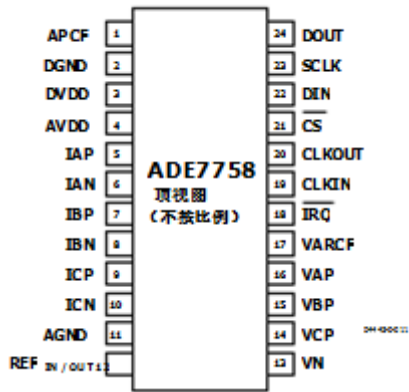 APCF 1 24 DOUT
DGND 2 23 SCLK
DVDD 3 22 DIN
AVDD 4 21 CS
IAP 5 20 CLKOUT
IAN 6 19 CLKIN
IBP 7 18 IRQ
IBN 8 17 VARCF
ICP 9 16 VAP
ICN 10 15 VBP
AGND 11 14 VCP
REF IN/OUT12 13 VN
ADE7758
顶视图
(不按比例)